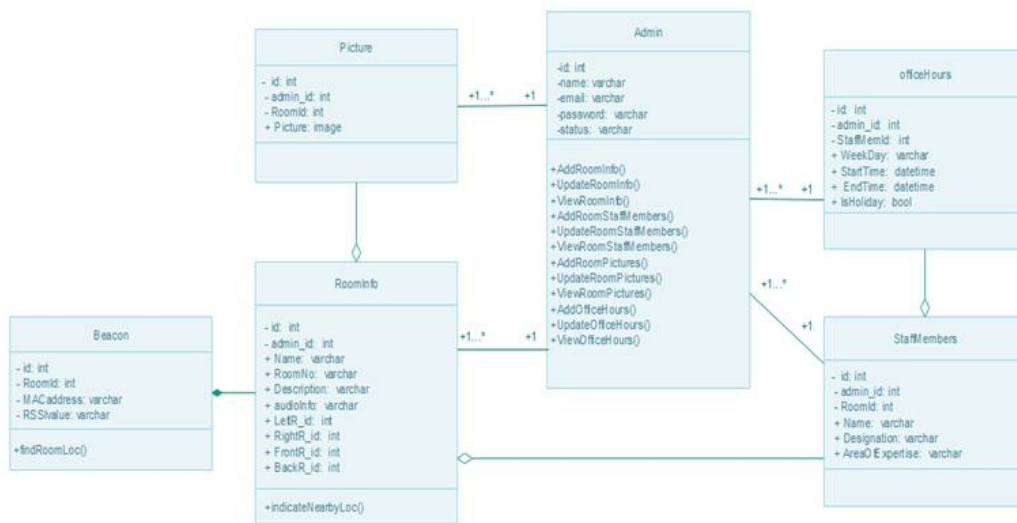 Picture
- id: int
- admin_id: int
- RoomId: int
+ Picture: image
+1...*
+1
Admin
-id: int
-name: varchar
-email: varchar
-password: varchar
-status: varchar
+AddRoomInfo()
+UpdateRoomInfo()
+ViewRoomInfo()
+AddRoomStaffMembers()
+UpdateRoomStaffMembers()
+ViewRoomStaffMembers()
+AddRoomPictures()
+UpdateRoomPictures()
+ViewRoomPictures()
+AddOfficeHours()
+UpdateOfficeHours()
+ViewOfficeHours()
+1...*
+1
officeHours
- id: int
- admin_id: int
- StaffMemId: int
+ WeekDay: varchar
+ StartTime: datetime
+ EndTime: datetime
+ IsHoliday: bool
+1...*
+1
RoomInfo
- id: int
- admin_id: int
+ Name: varchar
+ RoomNo: varchar
+ Description: varchar
+ audioInfo: varchar
+ LeftR_id: int
+ RightR_id: int
+ FrontR_id: int
+ BackR_id: int
+indicateNearbyLoc()
+1...*
+1
Beacon
- id: int
- RoomId: int
- MACaddress: varchar
- RSSIvalue: varchar
+findRoomLoc()
StaffMembers
- id: int
- admin_id: int
- RoomId: int
+ Name: varchar
+ Designation: varchar
+ AreaOfExpertise: varchar